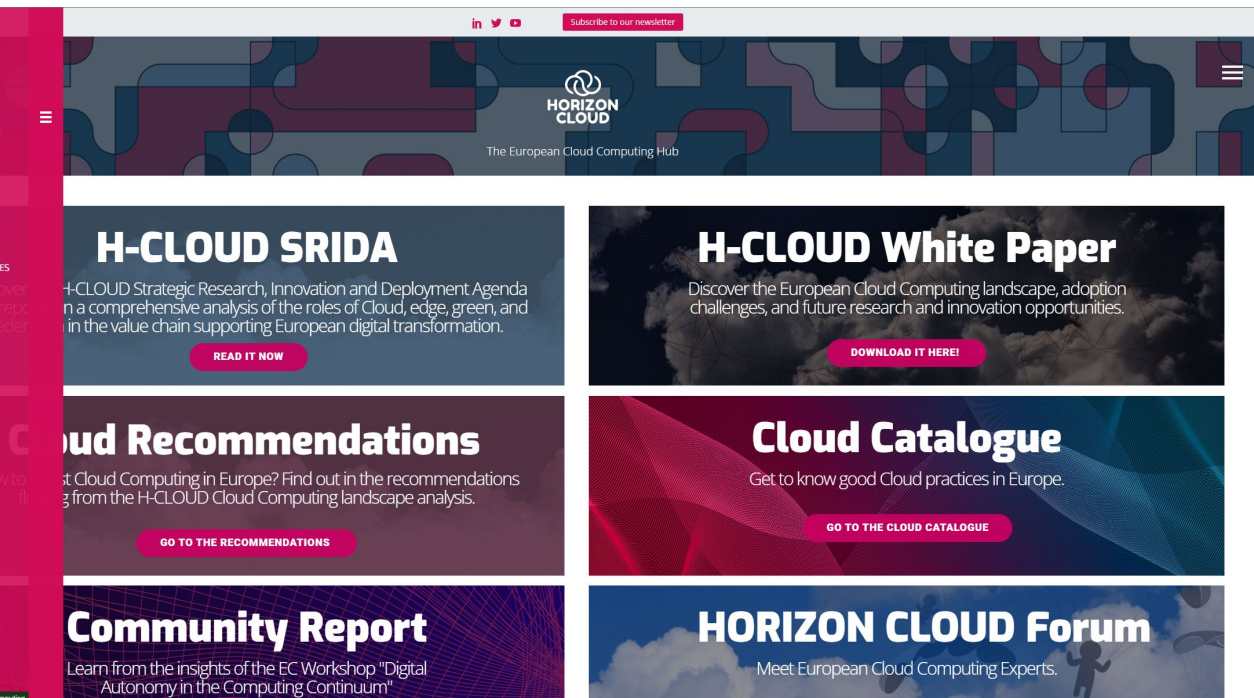 in
Subscribe to our newsletter
HORIZON
CLOUD
The European Cloud Computing Hub
H-CLOUD SRIDA
H-CLOUD Strategic Research, Innovation and Deployment Agenda
a comprehensive analysis of the roles of Cloud, edge, green, and
in the value chain supporting European digital transformation.
READ IT NOW
H-CLOUD White Paper
Discover the European Cloud Computing landscape, adoption
challenges, and future research and innovation opportunities.
DOWNLOAD IT HERE!
ES
Cloud Recommendations
Cloud Computing in Europe? Find out in the recommendations
from the H-CLOUD Cloud Computing landscape analysis.
GO TO THE RECOMMENDATIONS
Cloud Catalogue
Get to know good Cloud practices in Europe.
GO TO THE CLOUD CATALOGUE
Community Report
Learn from the insights of the EC Workshop "Digital
Autonomy in the Computing Continuum"
HORIZON CLOUD Forum
Meet European Cloud Computing Experts.